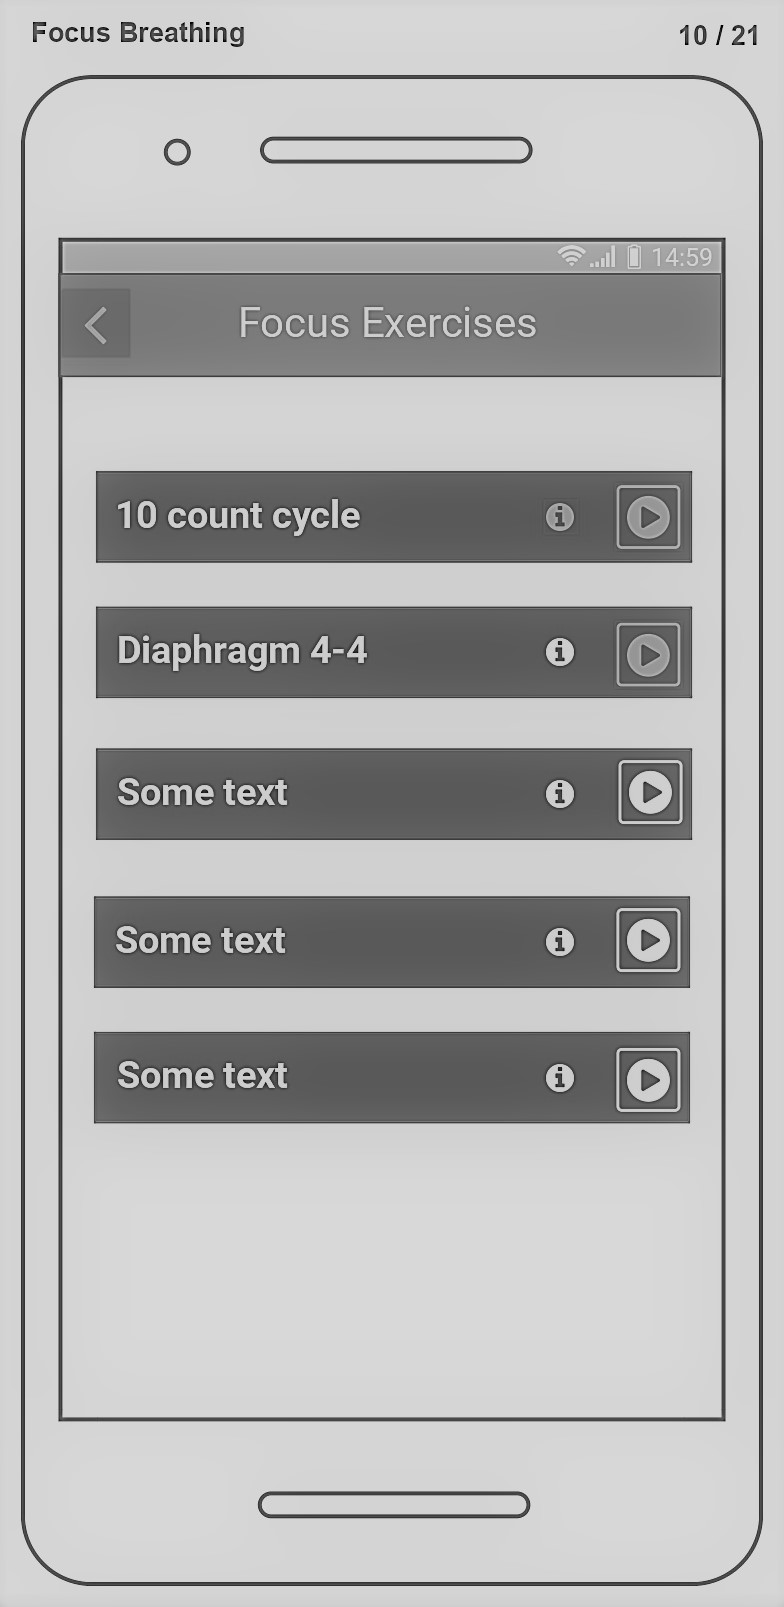 Focus Breathing
10 / 21
14:59
Focus Exercises
10 count cycle
Diaphragm 4-4
Some text
Some text
Some text